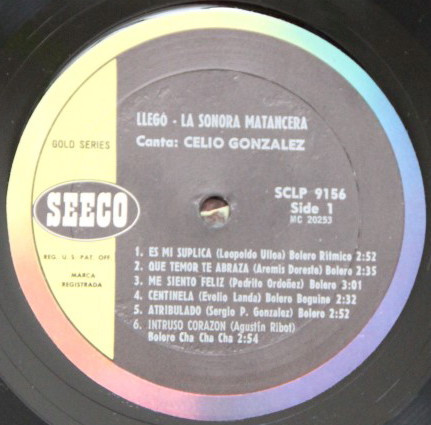 LLEGÓ - LA SONORA MATANCERA
Canta: CELIO GONZALEZ
GOLD SERIES
SEECO
REG. U.S. PAT. OFF.
MARCA
REGISTRADA
SCLP 9156
Side 1
MG 20253
1. ES MI SUPLICA (Leopoldo Ulloa) Bolero Ritmico 2:52
2. QUE TEMOR TE ABRAZA (Aremis Doreste) Bolero 2:35
3. ME SIENTO FELIZ (Pedrito Ordoñez) Bolero 3:01
4. CENTINELA (Evelio Landa) Bolero Beguine 2:32
5. ATRIBULADO (Sergio P. Gonzalez) Bolero 2:52
6. INTRUSO CORAZON (Agustin Ribot)
Bolero Cha Cha Cha 2:54